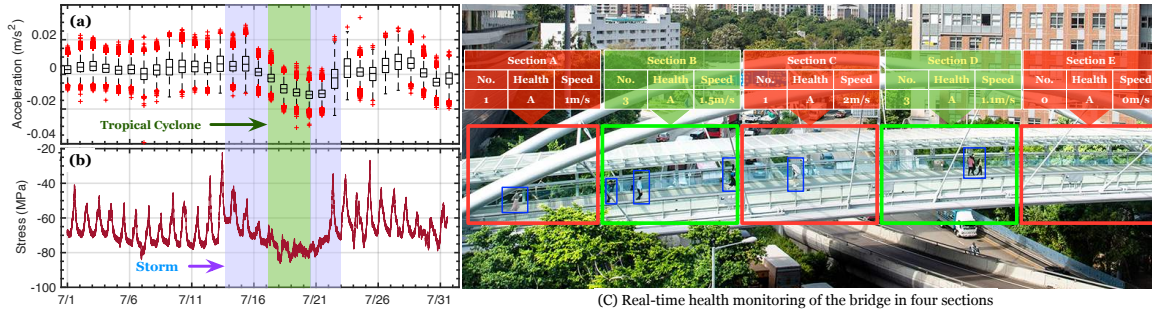 (a)
Acceleration (m/s²)
0.02
0
-0.02
-0.04
Tropical Cyclone
(b)
Stress (MPa)
-20
-40
-60
-80
-100
Storm
7/1 7/6 7/11 7/16 7/21 7/26 7/31
Section A
No. Health Speed
1 A 1m/s
Section B
No. Health Speed
3 A 1.5m/s
Section C
No. Health Speed
1 A 2m/s
Section D
No. Health Speed
3 A 1.1m/s
Section E
No. Health Speed
0 A 0m/s
(C) Real-time health monitoring of the bridge in four sections